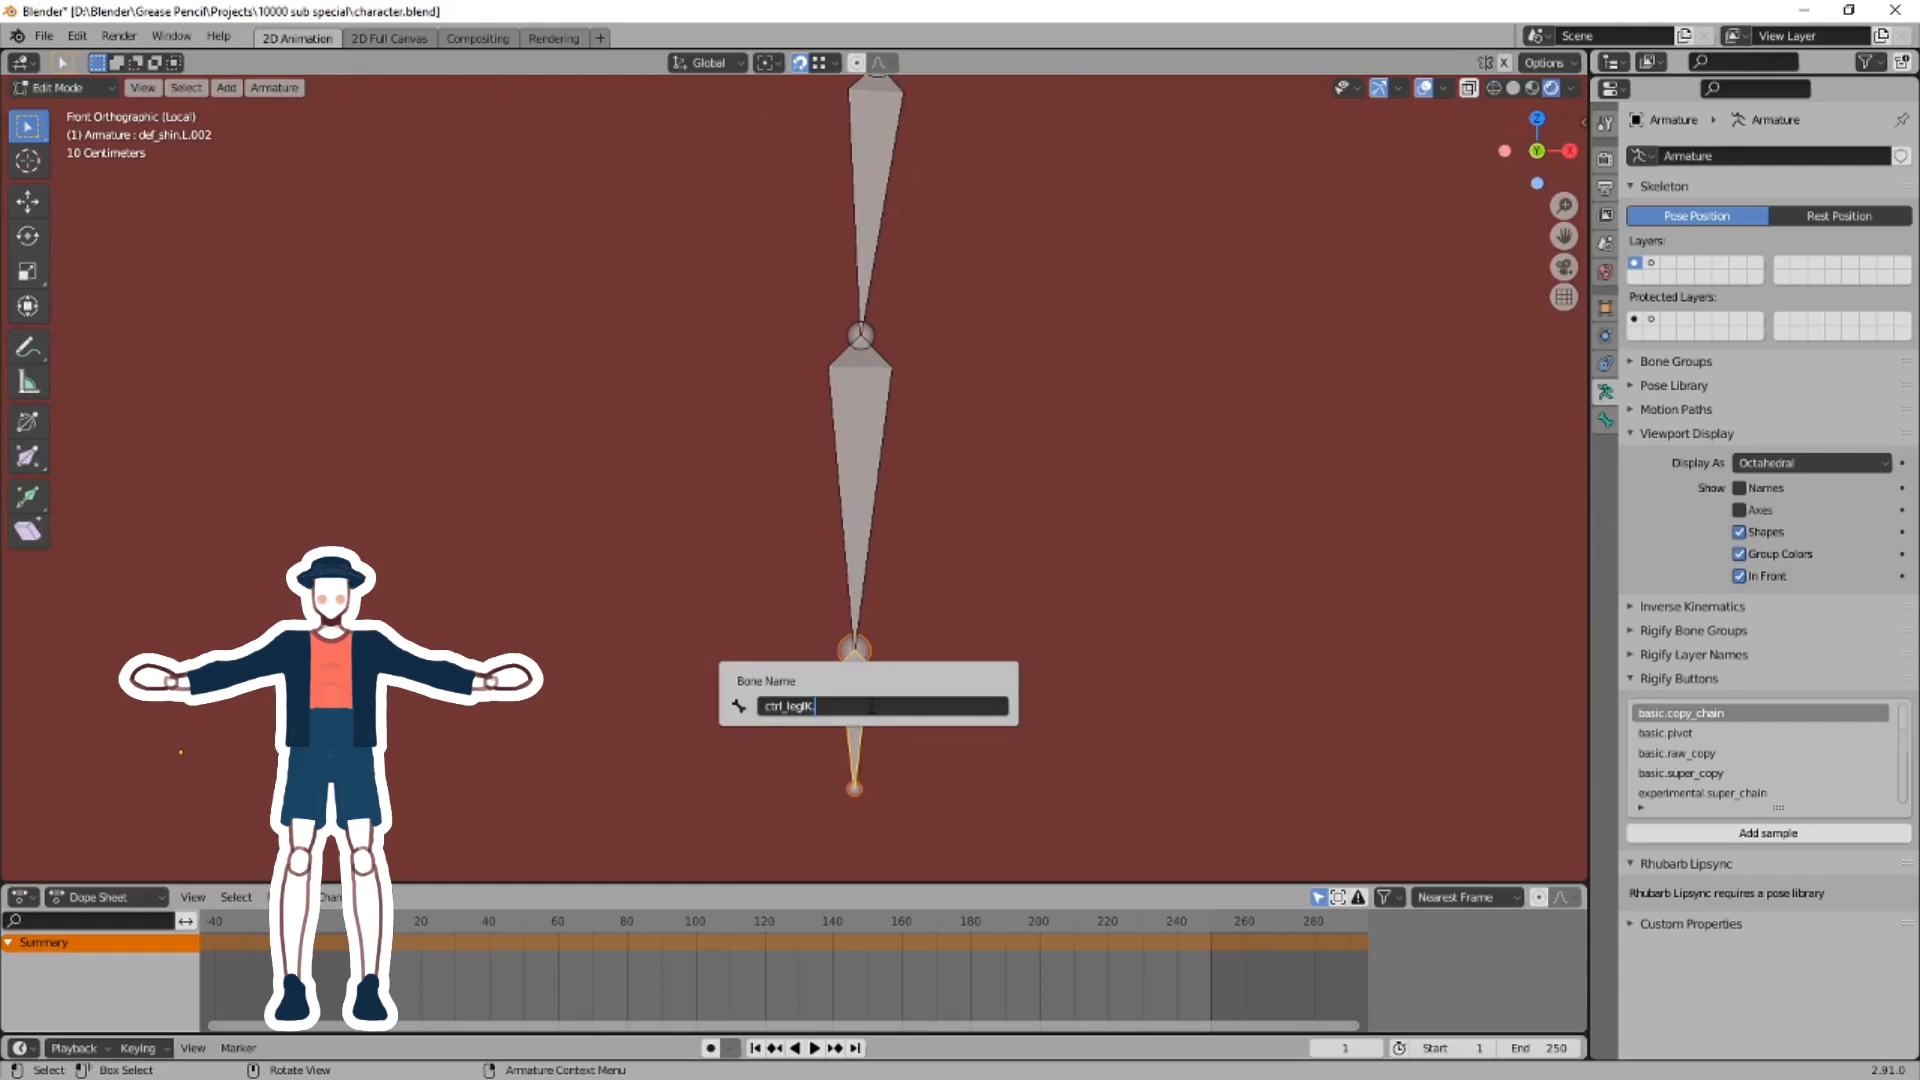 Blender* [D:\Blender\Grease Pencil\Projects\10000 sub special\character.blend]
File Edit Render Window Help
2D Animation 2D Full Canvas Compositing Rendering +
Scene View Layer
Global
X Options
Edit Mode View Select Add Armature
Front Orthographic (Local)
(1) Armature : def_shin.L.002
10 Centimeters
Z
Y
X
Bone Name
ctrl_legIK.
Armature Armature
Armature
Skeleton
Pose Position Rest Position
Layers:
Protected Layers:
Bone Groups
Pose Library
Motion Paths
Viewport Display
Display As Octahedral
Show Names
Axes
Shapes
Group Colors
In Front
Inverse Kinematics
Rigify Bone Groups
Rigify Layer Names
Rigify Buttons
basic.copy_chain
basic.pivot
basic.raw_copy
basic.super_copy
experimental.super_chain
Add sample
Rhubarb Lipsync
Rhubarb Lipsync requires a pose library
Custom Properties
Dope Sheet View Select Nearest Frame
-40 20 40 60 80 100 120 140 160 180 200 220 240 260 280
Summary
Playback Keying View Marker
1 Start 1 End 250
Select Box Select Rotate View Armature Context Menu 2.91.0